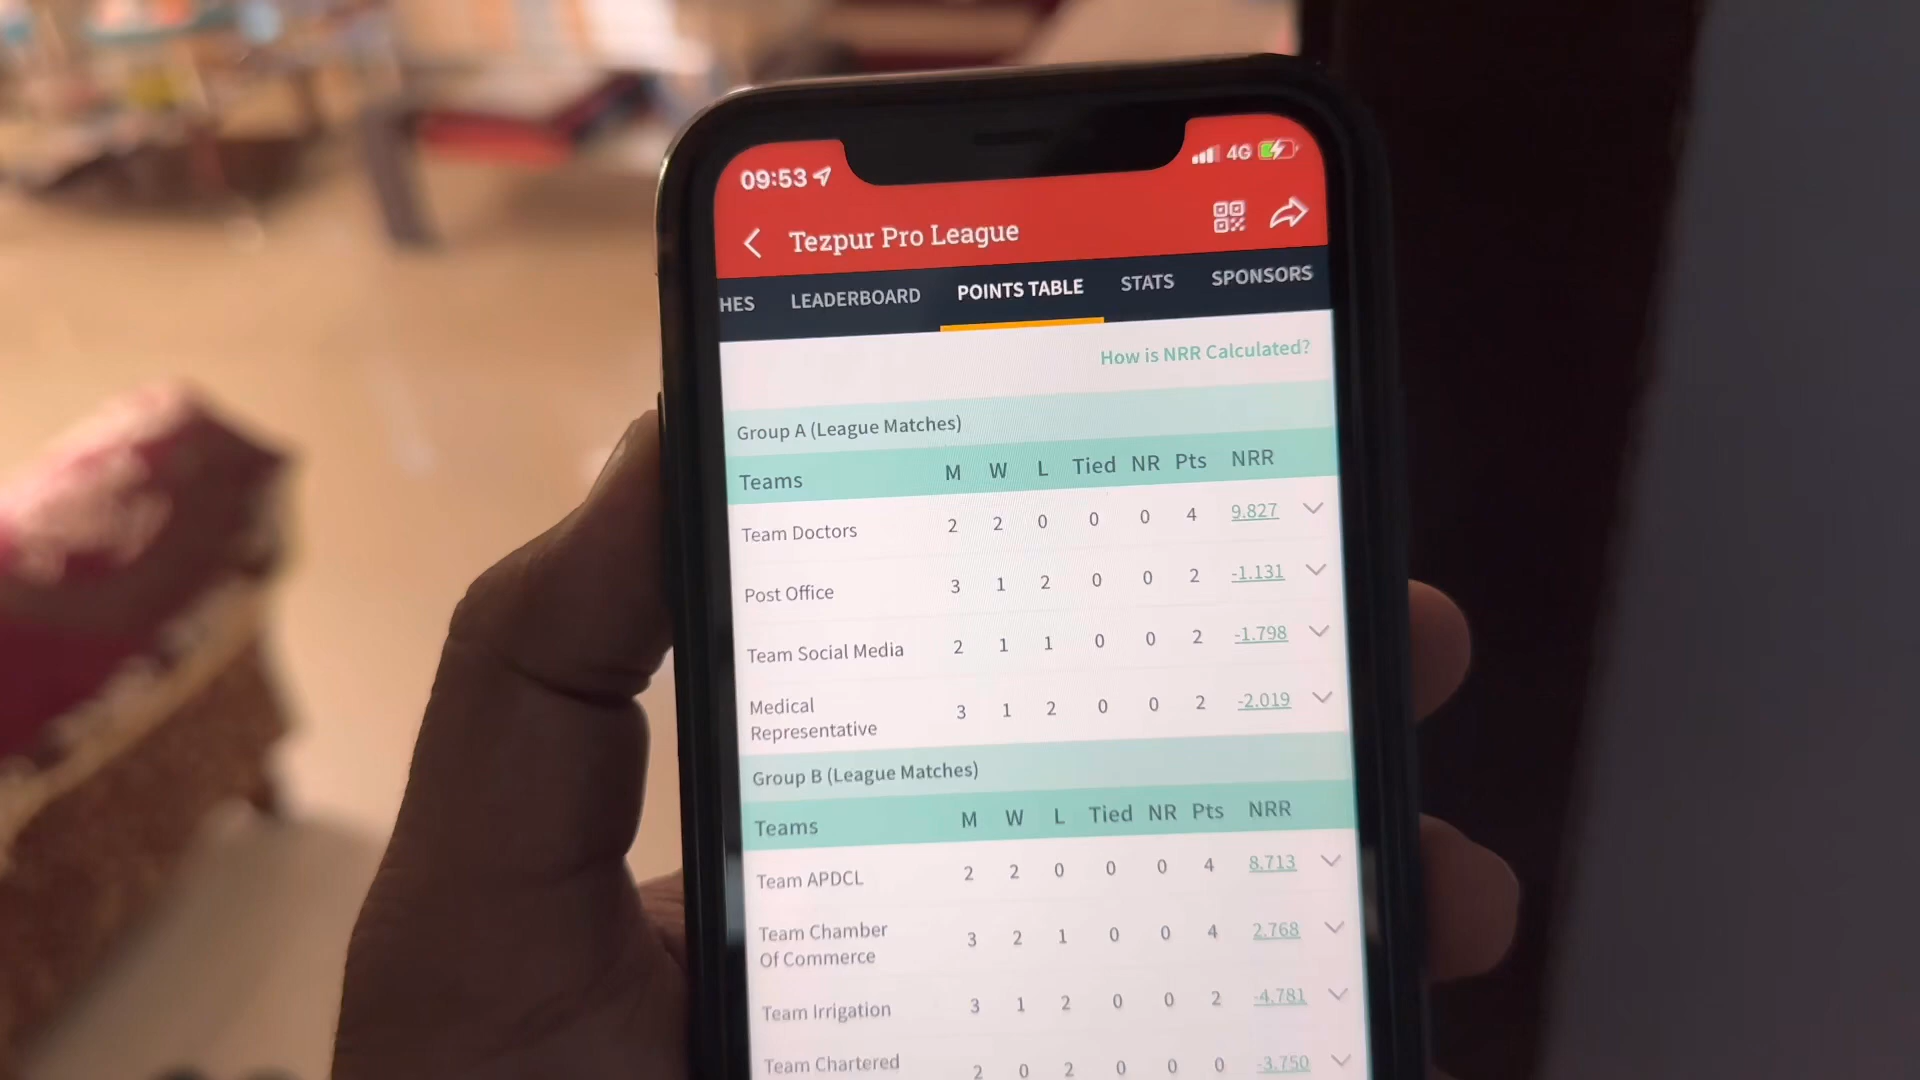 09:53 4G
Tezpur Pro League
HES LEADERBOARD POINTS TABLE STATS SPONSORS
How is NRR Calculated?
Group A (League Matches)
Teams M W L Tied NR Pts NRR
Team Doctors 2 2 0 0 0 4 9.827
Post Office 3 1 2 0 0 2 -1.131
Team Social Media 2 1 1 0 0 2 -1.798
Medical
Representative 3 1 2 0 0 2 -2.019
Group B (League Matches)
Teams M W L Tied NR Pts NRR
Team APDCL 2 2 0 0 0 4 8.713
Team Chamber
Of Commerce 3 2 1 0 0 4 2.768
Team Irrigation 3 1 2 0 0 2 -4.781
Team Chartered 2 0 2 0 0 0 -3.750